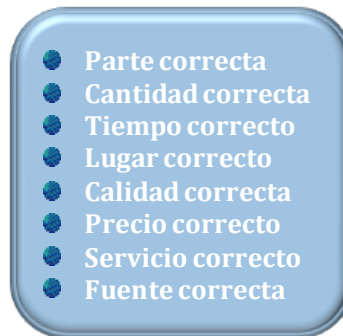 Parte correcta
Cantidad correcta
Tiempo correcto
Lugar correcto
Calidad correcta
Precio correcto
Servicio correcto
Fuente correcta